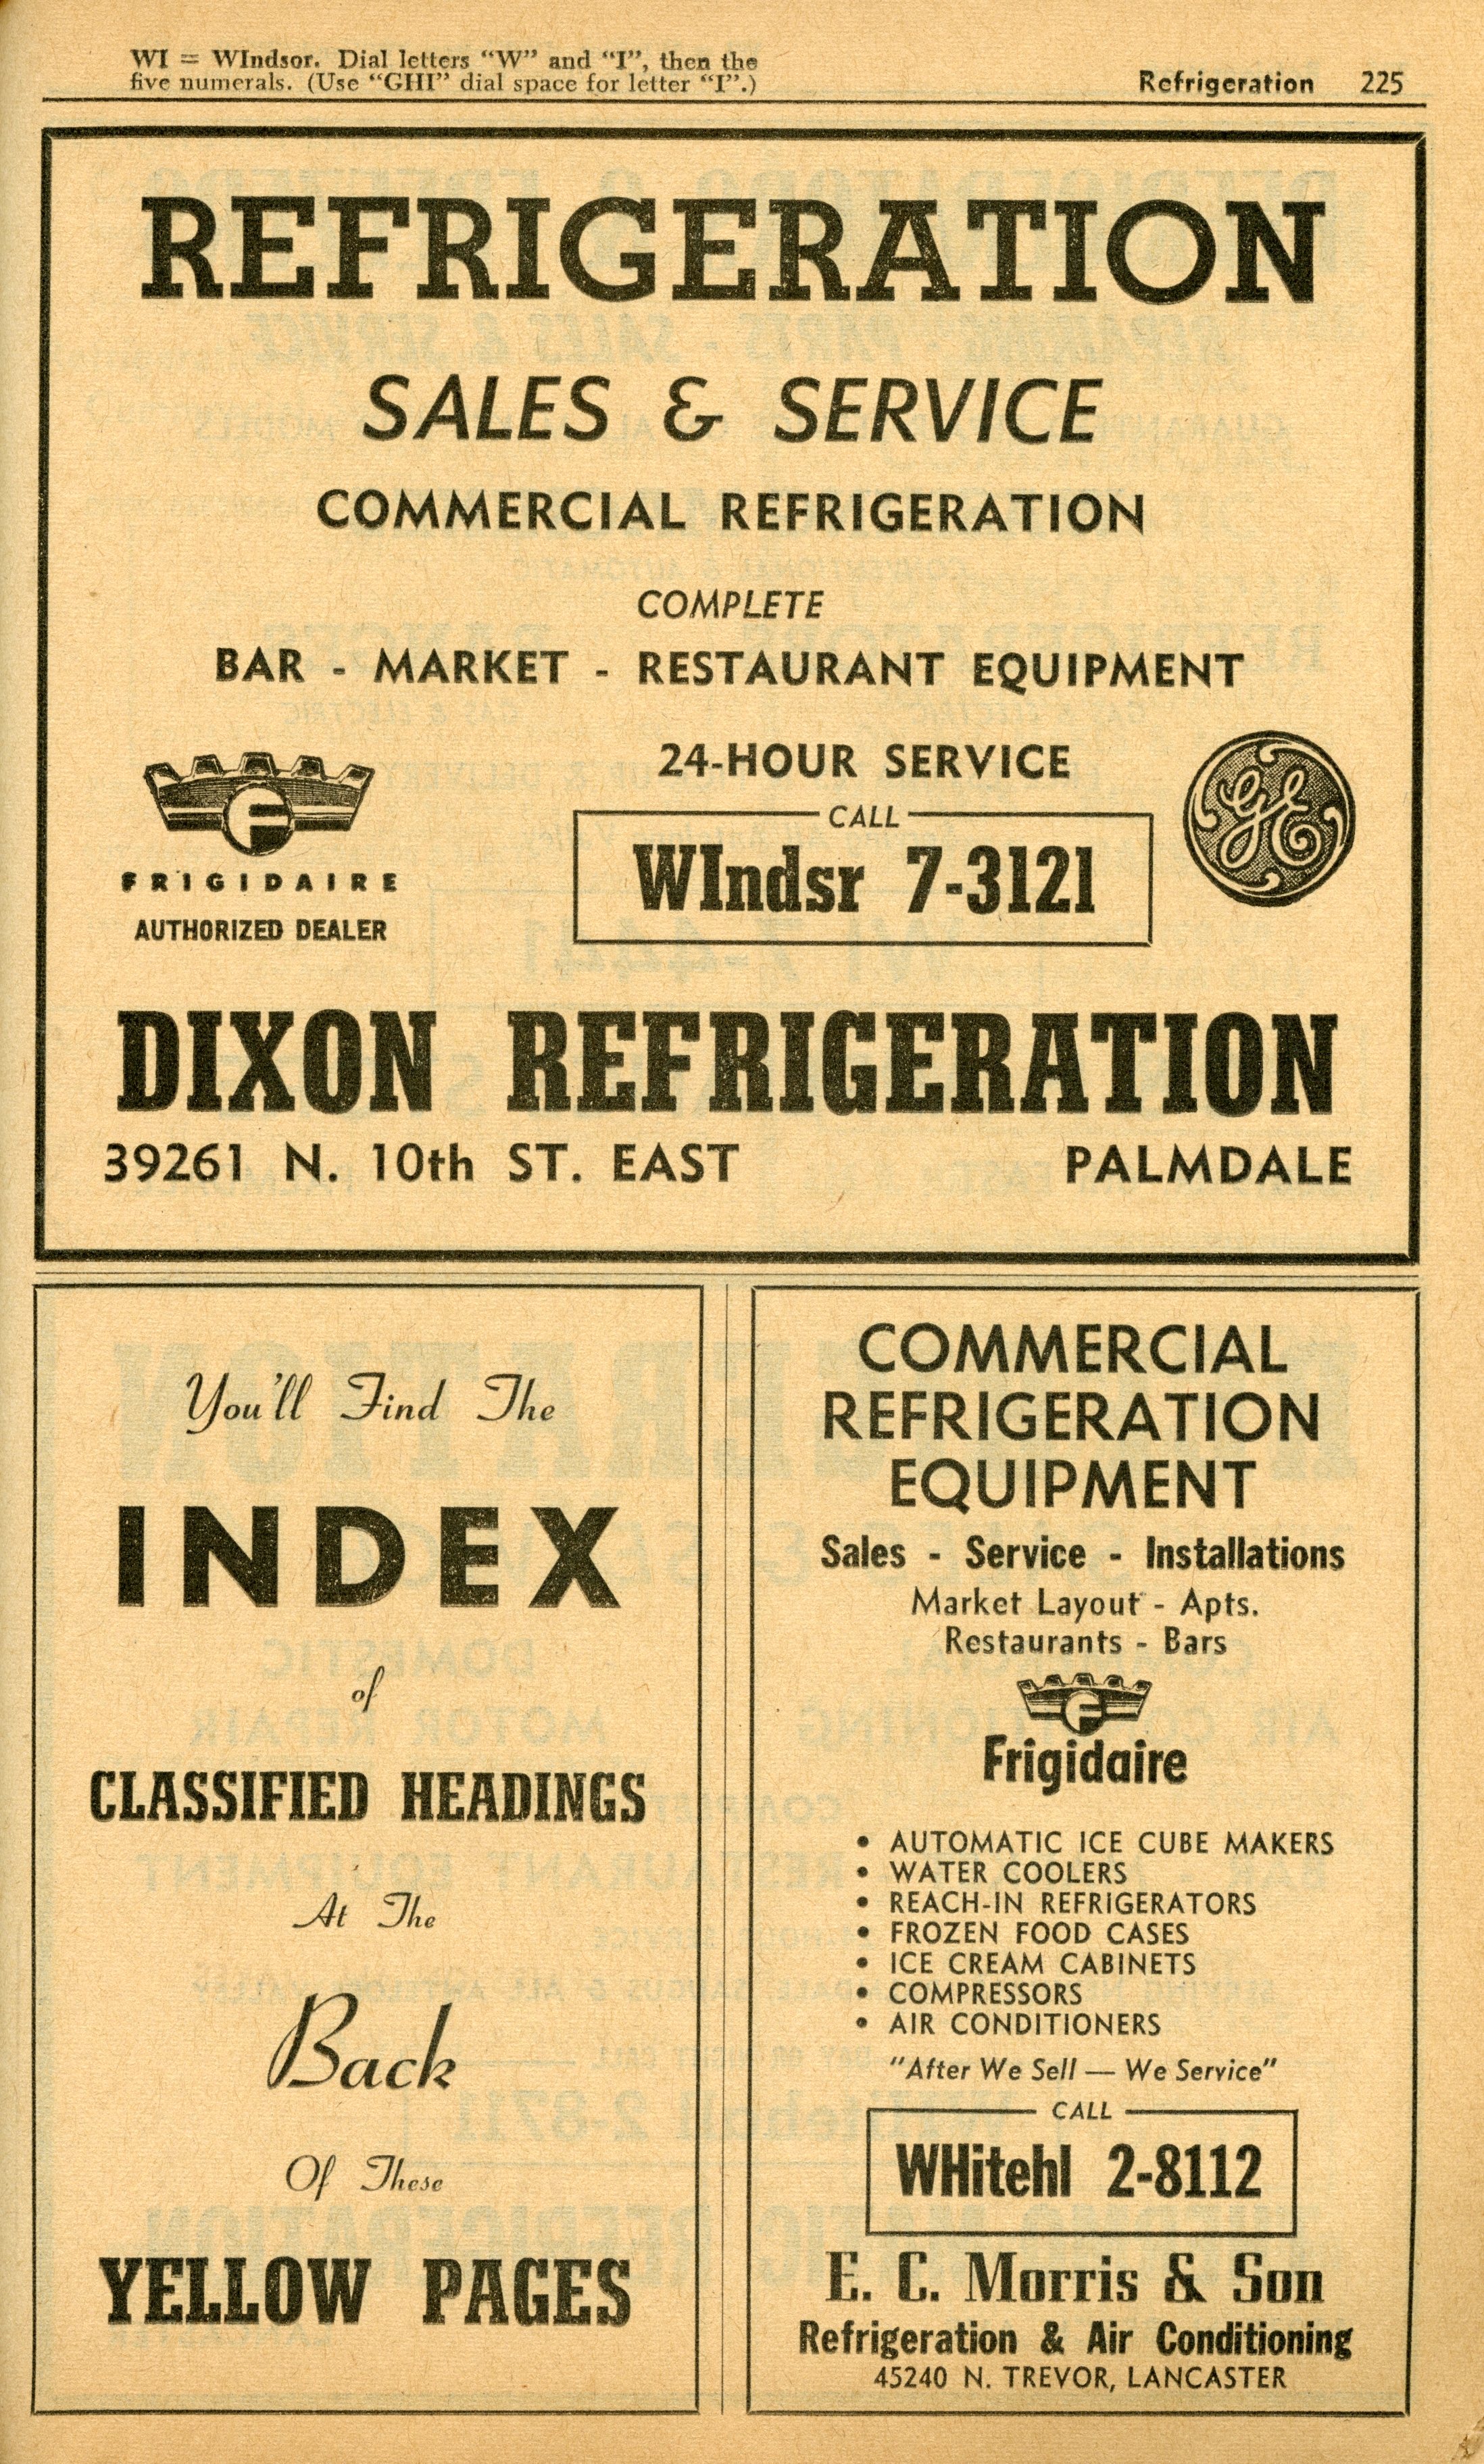 WI = WIndsor. Dial letters "W" and "I", then the
five numerals. (Use "GHI" dial space for letter "I".)
Refrigeration 225
REFRIGERATION
SALES & SERVICE
COMMERCIAL REFRIGERATION
COMPLETE
BAR - MARKET - RESTAURANT EQUIPMENT
24-HOUR SERVICE
CALL
WIndsr 7-3121
F
FRIGIDAIRE
AUTHORIZED DEALER
GE
DIXON REFRIGERATION
39261 N. 10th ST. EAST PALMDALE
You'll Find The
INDEX
of
CLASSIFIED HEADINGS
At The
Back
Of These
YELLOW PAGES
COMMERCIAL
REFRIGERATION
EQUIPMENT
Sales - Service - Installations
Market Layout - Apts.
Restaurants - Bars
F
Frigidaire
• AUTOMATIC ICE CUBE MAKERS
• WATER COOLERS
• REACH-IN REFRIGERATORS
• FROZEN FOOD CASES
• ICE CREAM CABINETS
• COMPRESSORS
• AIR CONDITIONERS
"After We Sell — We Service"
CALL
WHitehl 2-8112
E. C. Morris & Son
Refrigeration & Air Conditioning
45240 N. TREVOR, LANCASTER